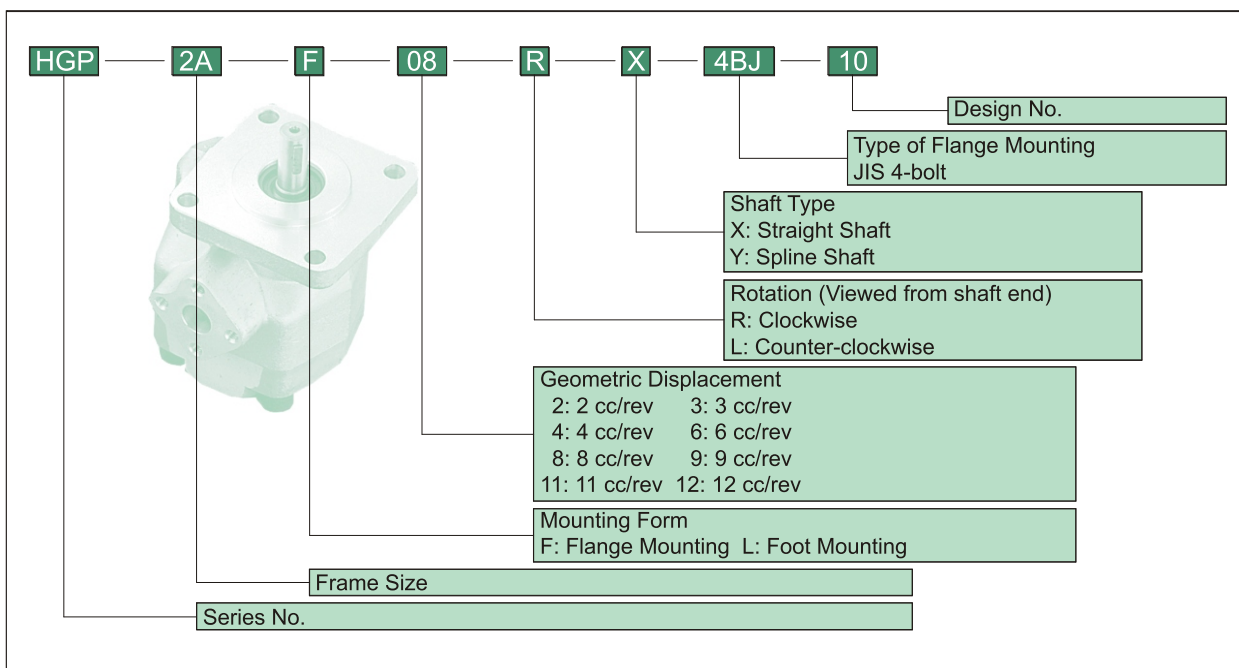 HGP 2A F 08 R X 4BJ 10
Design No.
Type of Flange Mounting
JIS 4-bolt
Shaft Type
X: Straight Shaft
Y: Spline Shaft
Rotation (Viewed from shaft end)
R: Clockwise
L: Counter-clockwise
Geometric Displacement
2: 2 cc/rev 3: 3 cc/rev
4: 4 cc/rev 6: 6 cc/rev
8: 8 cc/rev 9: 9 cc/rev
11: 11 cc/rev 12: 12 cc/rev
Mounting Form
F: Flange Mounting L: Foot Mounting
Frame Size
Series No.